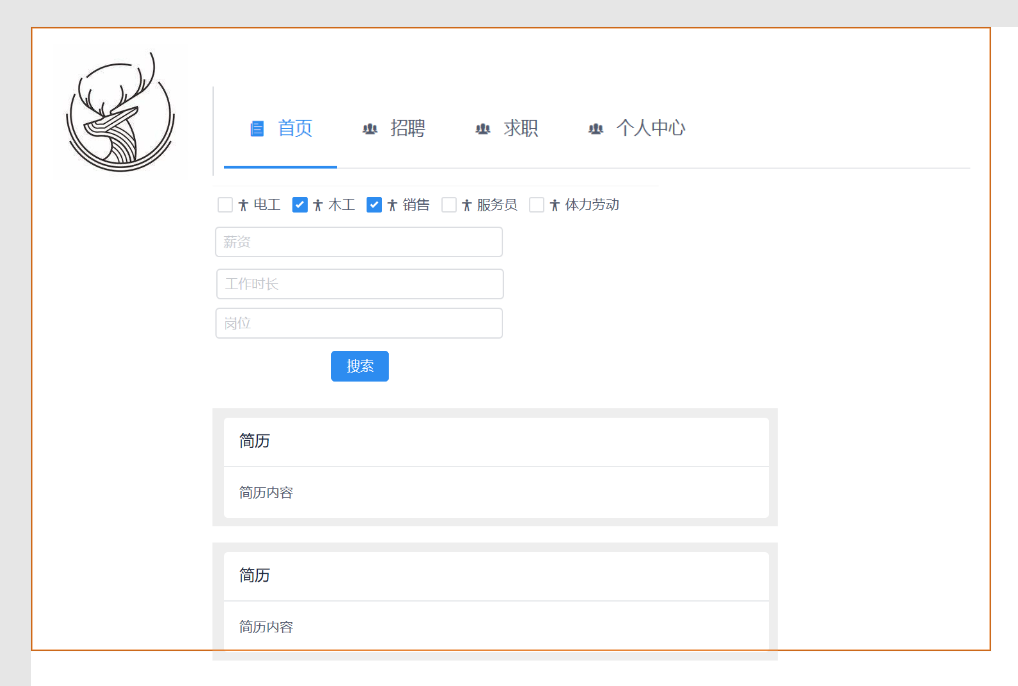 首页 招聘 求职 个人中心
电工 木工 销售 服务员 体力劳动
薪资
工作时长
岗位
搜索
简历
简历内容
简历
简历内容